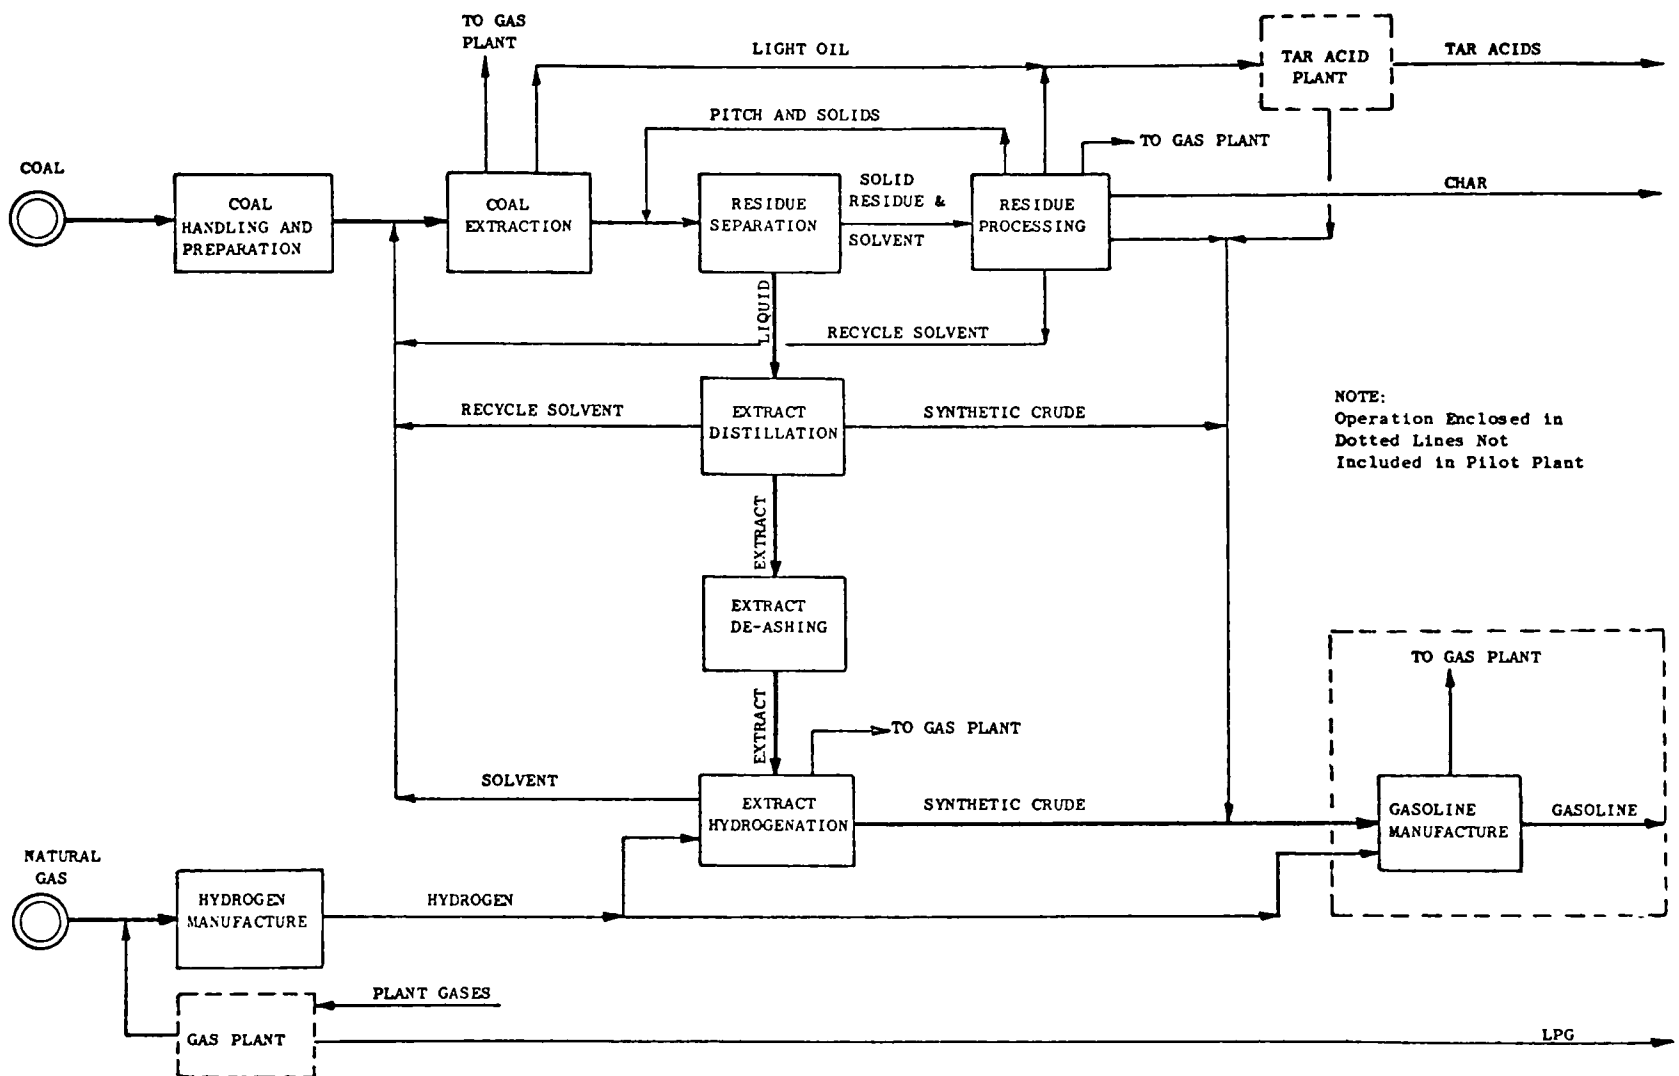 TO GAS
PLANT
LIGHT OIL
TAR ACID
PLANT
TAR ACIDS
PITCH AND SOLIDS
TO GAS PLANT
COAL
COAL
HANDLING AND
PREPARATION
COAL
EXTRACTION
RESIDUE
SEPARATION
SOLID
RESIDUE &
SOLVENT
RESIDUE
PROCESSING
CHAR
LIQUID
RECYCLE SOLVENT
RECYCLE SOLVENT
EXTRACT
DISTILLATION
SYNTHETIC CRUDE
NOTE:
Operation Enclosed in
Dotted Lines Not
Included in Pilot Plant
EXTRACT
EXTRACT
DE-ASHING
EXTRACT
TO GAS PLANT
TO GAS PLANT
SOLVENT
EXTRACT
HYDROGENATION
SYNTHETIC CRUDE
GASOLINE
MANUFACTURE
GASOLINE
NATURAL
GAS
HYDROGEN
MANUFACTURE
HYDROGEN
PLANT GASES
GAS PLANT
LPG